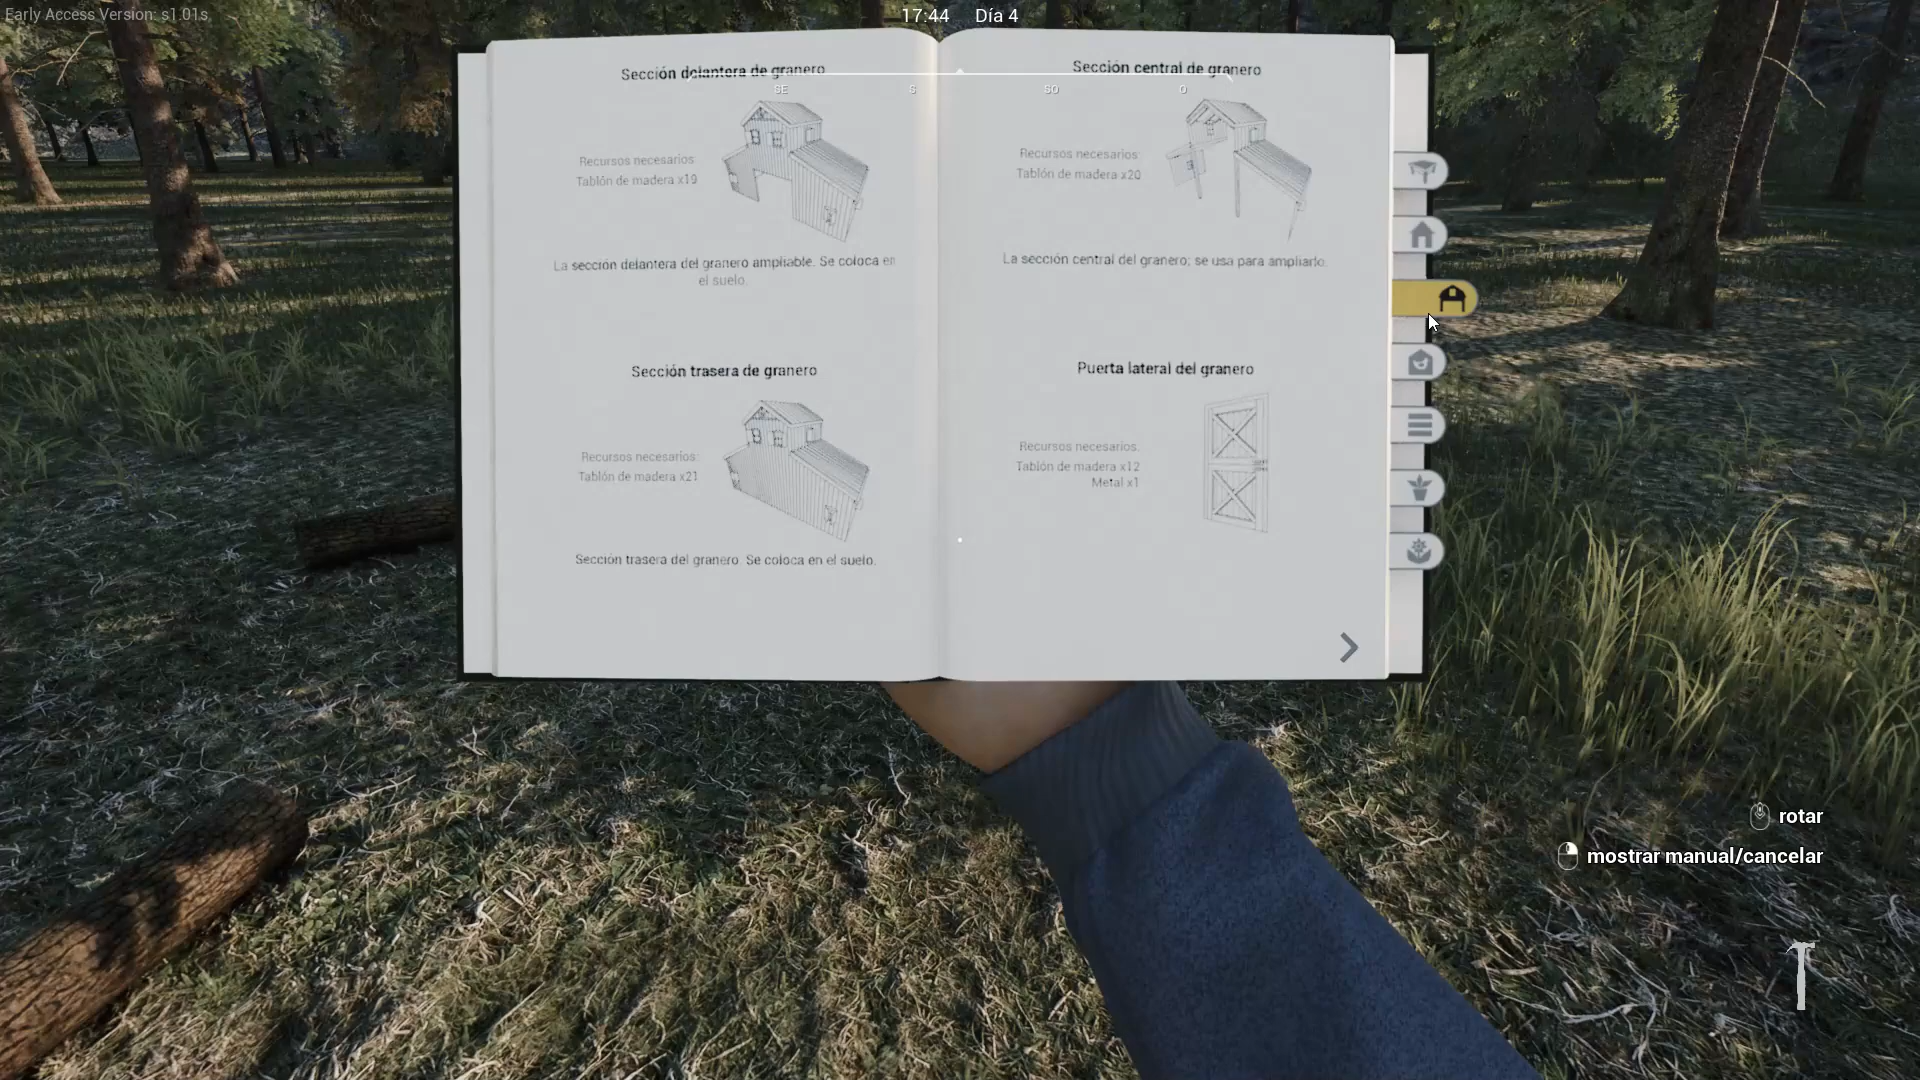 Early Access Version: s1.01s
17:44 Día 4
SE S SO O
Sección delantera de granero
Recursos necesarios:
Tablón de madera x19
La sección delantera del granero ampliable. Se coloca en
el suelo.
Sección trasera de granero
Recursos necesarios:
Tablón de madera x21
Sección trasera del granero. Se coloca en el suelo.
Sección central de granero
Recursos necesarios:
Tablón de madera x20
La sección central del granero; se usa para ampliarlo.
Puerta lateral del granero
Recursos necesarios:
Tablón de madera x12
Metal x1
rotar
mostrar manual/cancelar